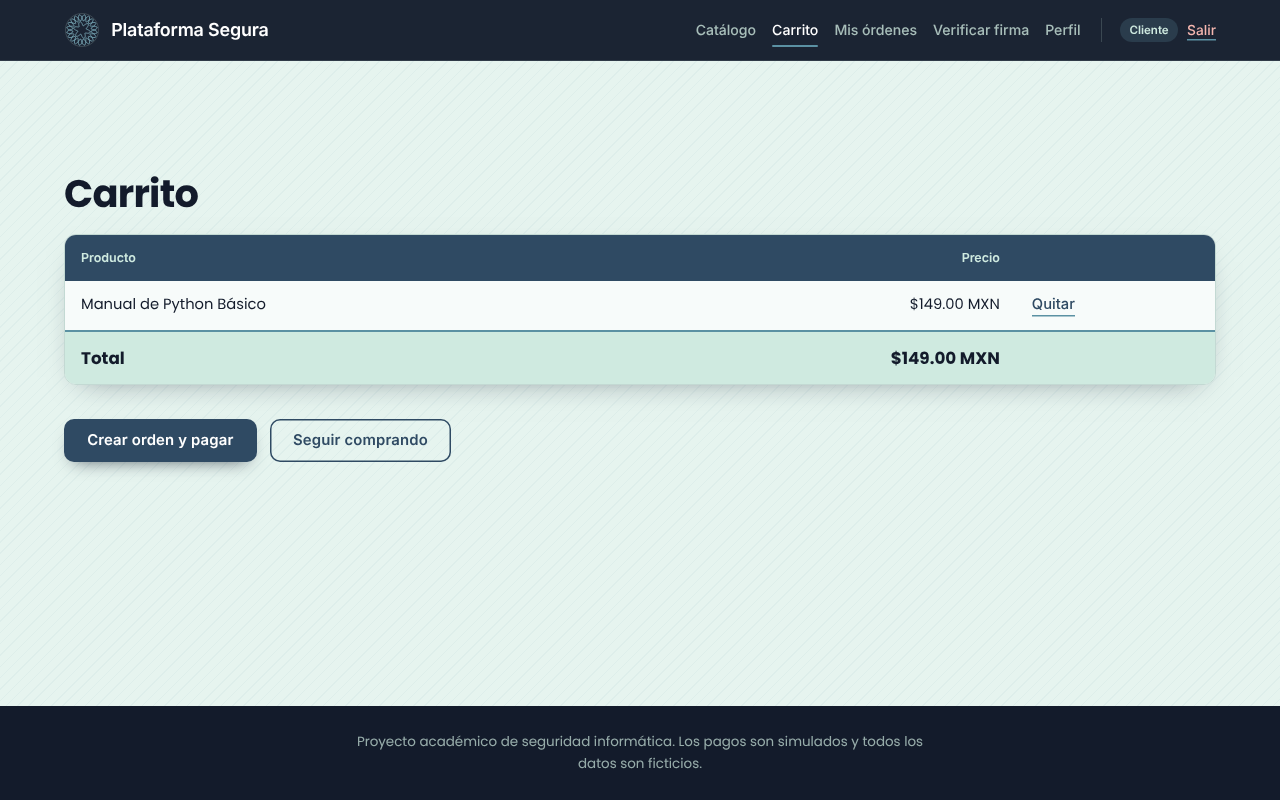 Plataforma Segura
Catálogo Carrito Mis órdenes Verificar firma Perfil Cliente Salir
Carrito
Producto Precio
Manual de Python Básico $149.00 MXN Quitar
Total $149.00 MXN
Crear orden y pagar Seguir comprando
Proyecto académico de seguridad informática. Los pagos son simulados y todos los
datos son ficticios.